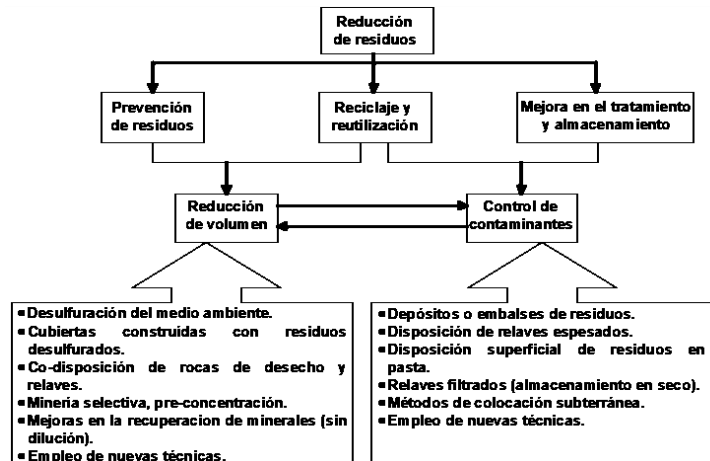 Reducción
de residuos
Prevención
de residuos
Reciclaje y
reutilización
Mejora en el tratamiento
y almacenamiento
Reducción
de volumen
Control de
contaminantes
▪Desulfuración del medio ambiente.
▪Cubiertas construidas con residuos
desulfurados.
▪Co-disposición de rocas de desecho y
relaves.
▪Minería selectiva, pre-concentración.
▪Mejoras en la recuperacion de minerales (sin
dilución).
▪Empleo de nuevas técnicas.
▪Depósitos o embalses de residuos.
▪Disposición de relaves espesados.
▪Disposición superficial de residuos en
pasta.
▪Relaves filtrados (almacenamiento en seco).
▪Métodos de colocación subterránea.
▪Empleo de nuevas técnicas.